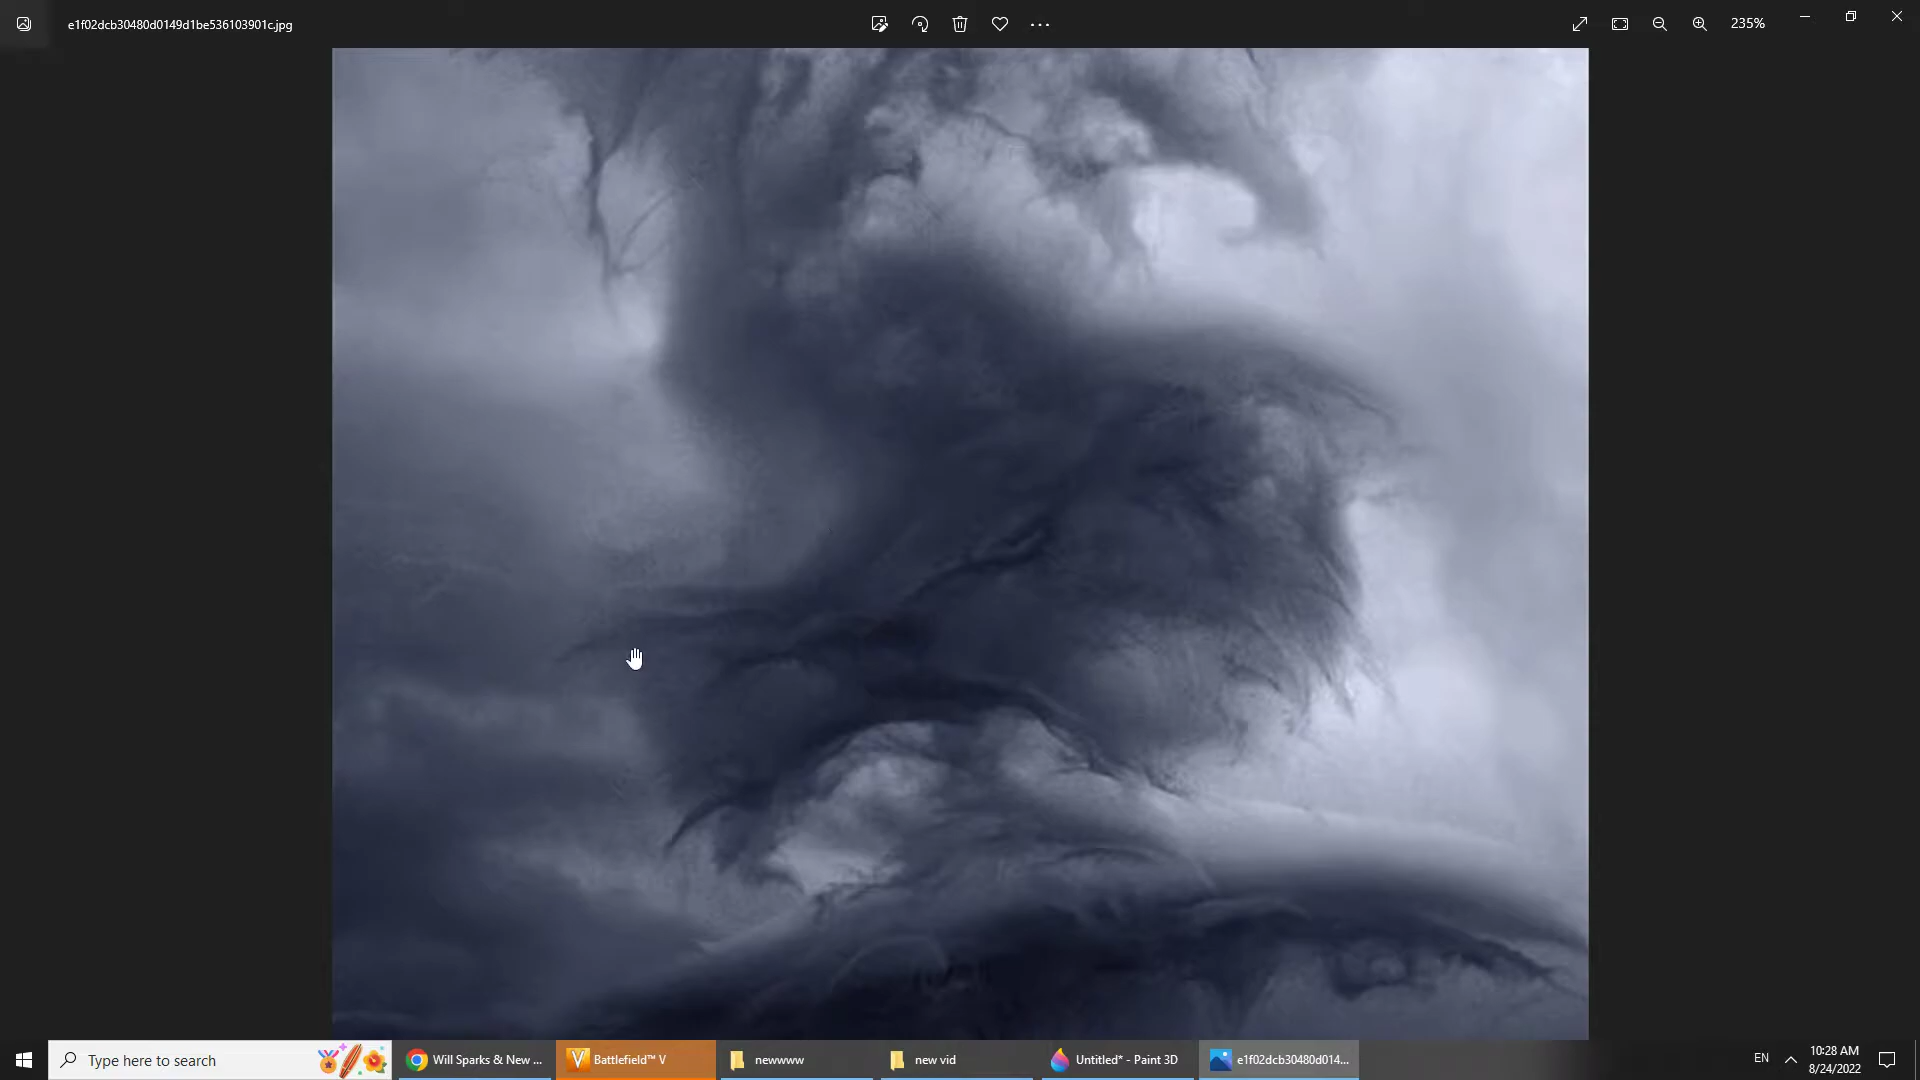 e1f02dcb30480d0149d1be536103901c.jpg
235%
Type here to search
Will Sparks & New ...
Battlefield™ V
newwww
new vid
Untitled* - Paint 3D
e1f02dcb30480d014...
EN
10:28 AM
8/24/2022